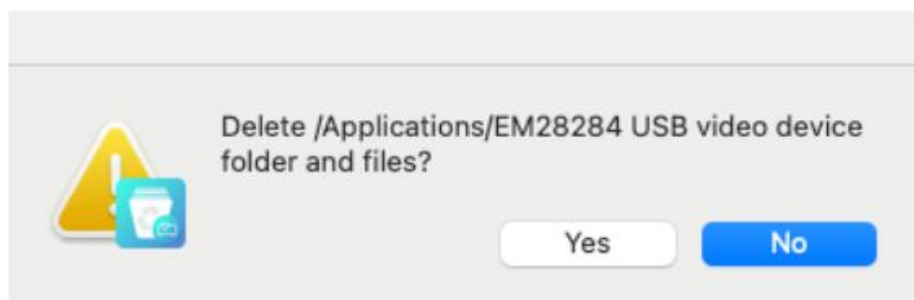 Delete /Applications/EM28284 USB video device
folder and files?
Yes
No